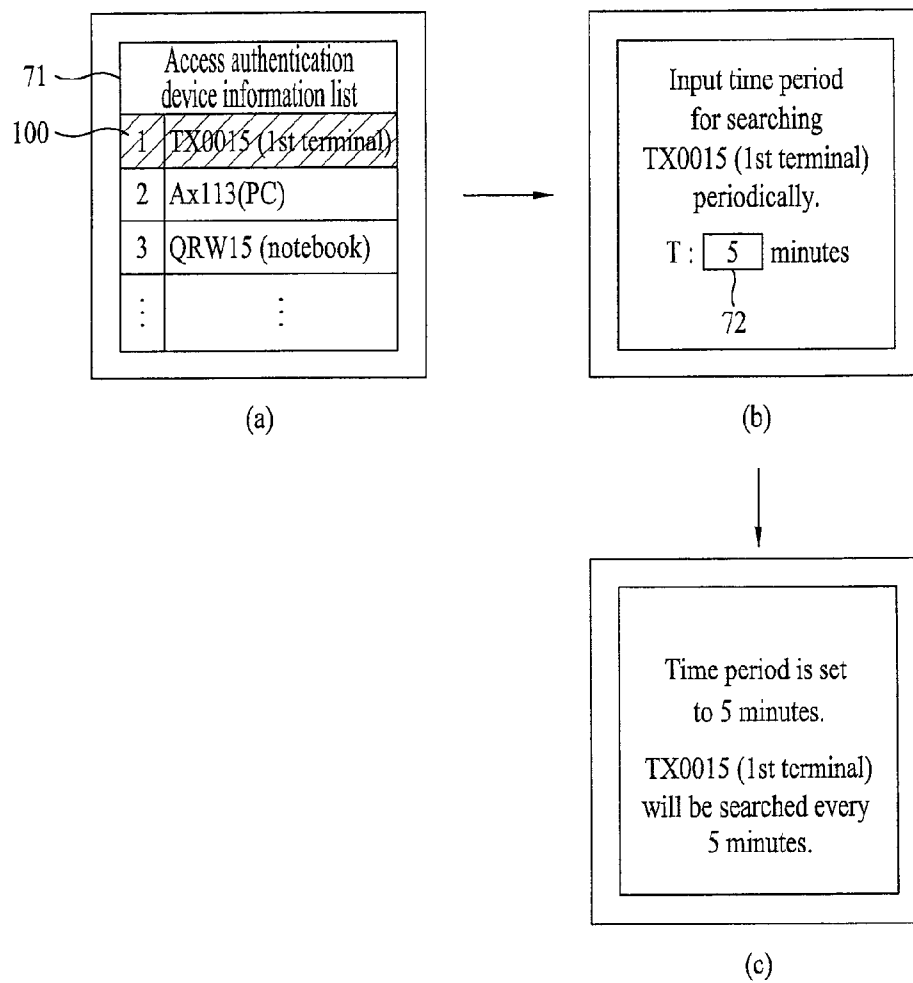 71
Access authentication
device information list
100
1 TX0015 (1st terminal)
2 Ax113(PC)
3 QRW15 (notebook)
⋮ ⋮
(a)
Input time period
for searching
TX0015 (1st terminal)
periodically.
T : 5 minutes
72
(b)
Time period is set
to 5 minutes.
TX0015 (1st terminal)
will be searched every
5 minutes.
(c)